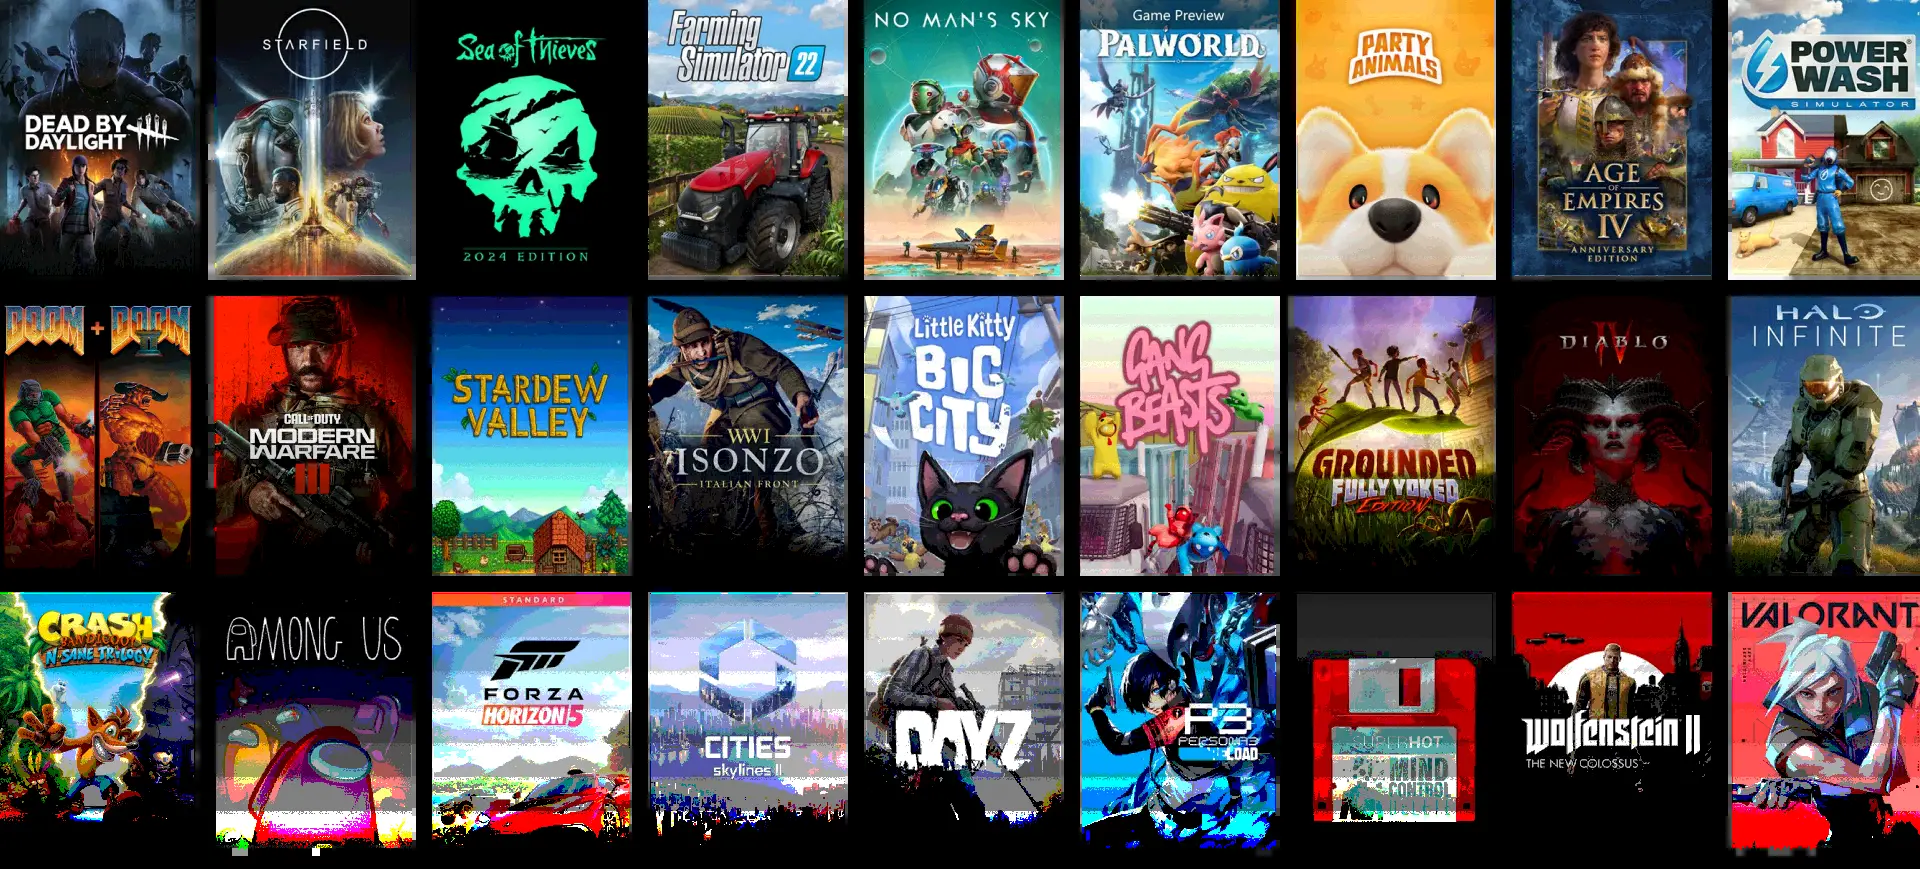 DEAD BY
DAYLIGHT
STARFIELD
Sea of Thieves
2024 EDITION
Farming
Simulator 22
NO MAN'S SKY
Game Preview
PALWORLD
PARTY
ANIMALS
AGE
OF
EMPIRES
IV
ANNIVERSARY
EDITION
POWER
WASH
SIMULATOR
DOOM + DOOM
II
CALL OF DUTY
MODERN
WARFARE
III
STARDEW
VALLEY
WWI
ISONZO
ITALIAN FRONT
Little Kitty
BIG
CITY
GANG
BEASTS
GROUNDED
FULLY YOKED
EDITION
IV
DIABLO
HALO
INFINITE
CRASH
BANDICOOT
N. SANE TRILOGY
AMONG US
STANDARD
FORZA
HORIZON 5
CITIES
skylines II
DAYZ
P3
PERSONA3
LOAD
SUPERHOT
MIND
CONTROL
Wolfenstein II
THE NEW COLOSSUS
VALORANT